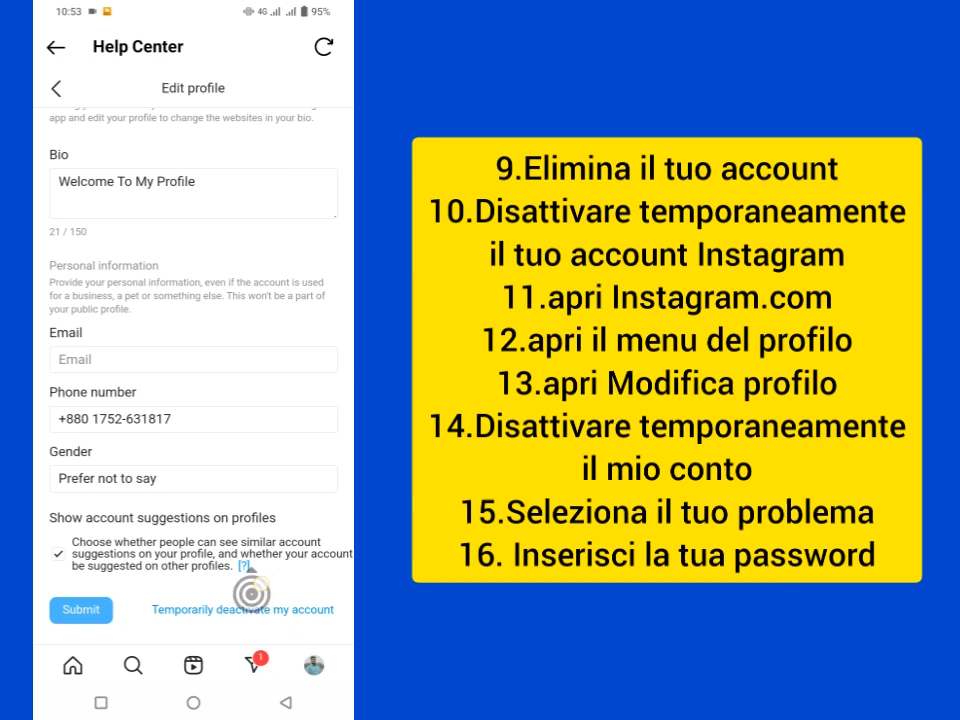 10:53
4G
95%
Help Center
Edit profile
app and edit your profile to change the websites in your bio.
Bio
Welcome To My Profile
21 / 150
Personal information
Provide your personal information, even if the account is used
for a business, a pet or something else. This won't be a part of
your public profile.
Email
Email
Phone number
+880 1752-631817
Gender
Prefer not to say
Show account suggestions on profiles
Choose whether people can see similar account
suggestions on your profile, and whether your account
be suggested on other profiles. [?]
Submit
Temporarily deactivate my account
1
9.Elimina il tuo account
10.Disattivare temporaneamente
il tuo account Instagram
11.apri Instagram.com
12.apri il menu del profilo
13.apri Modifica profilo
14.Disattivare temporaneamente
il mio conto
15.Seleziona il tuo problema
16. Inserisci la tua password